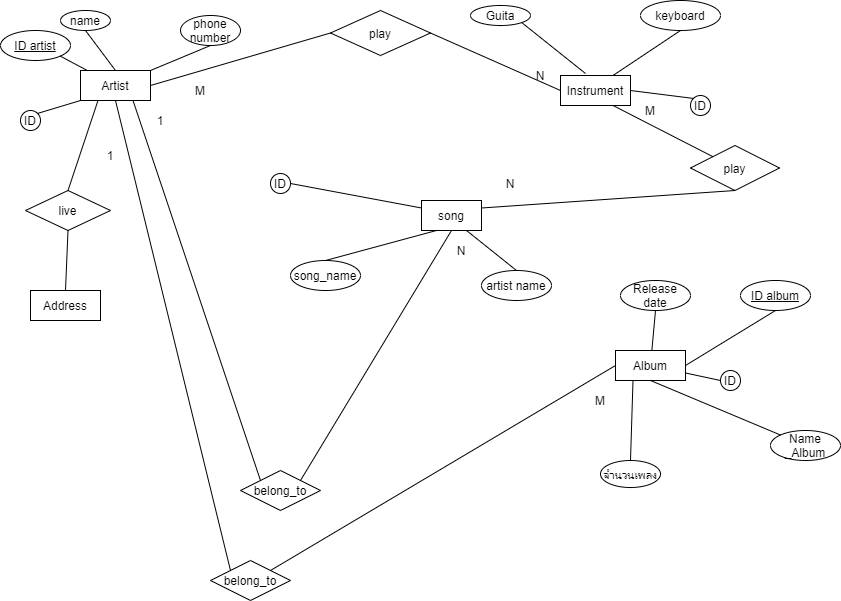 name
phone
number
ID artist
play
Guita
keyboard
Artist
M
N
Instrument
M
ID
ID
1
1
play
ID
N
live
song
N
song_name
artist name
Address
Release
date
ID album
Album
ID
M
Name
_Album
จำนวนเพลง
belong_to
belong_to